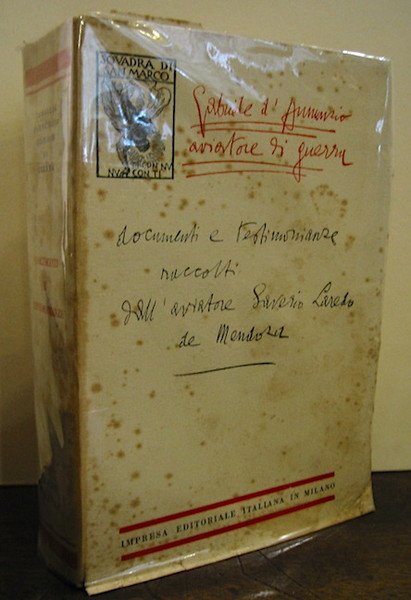 SQVADRA DI
SAN MARCO
Gabriele d'Annunzio
aviatore di guerra
documenti e testimonianze
raccolti
dall'aviatore Saverio Laredo
de Mendoza
IMPRESA EDITORIALE ITALIANA IN MILANO